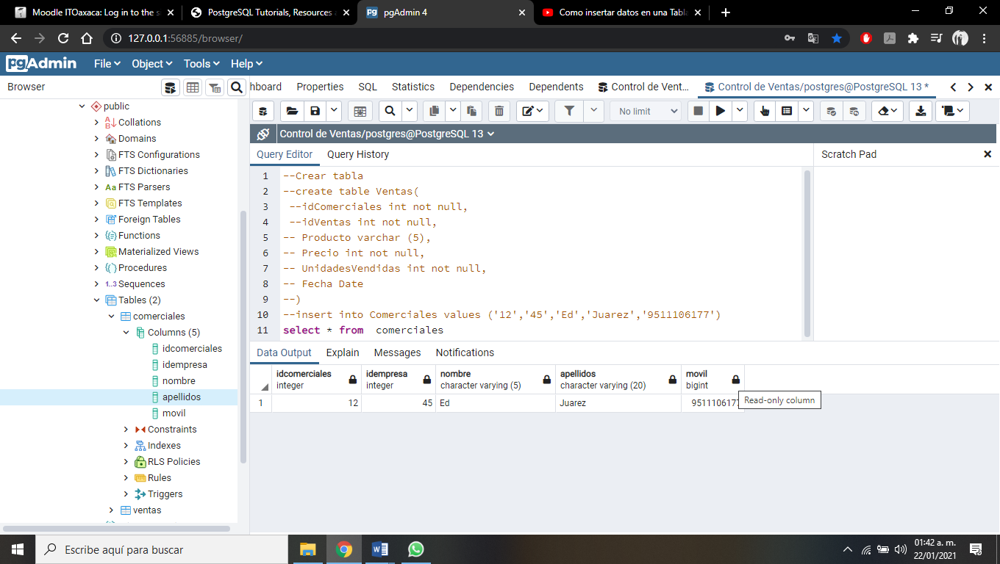 Moodle ITOaxaca: Log in to the s
PostgreSQL Tutorials, Resources a
pgAdmin 4
Como insertar datos en una Tabla
127.0.0.1:56885/browser/
pgAdmin File Object Tools Help
Browser
hboard Properties SQL Statistics Dependencies Dependents Control de Vent... Control de Ventas/postgres@PostgreSQL 13 *
No limit
Control de Ventas/postgres@PostgreSQL 13
public
Collations
Domains
FTS Configurations
FTS Dictionaries
Aa FTS Parsers
FTS Templates
Foreign Tables
Functions
Materialized Views
Procedures
1..3 Sequences
Tables (2)
comerciales
Columns (5)
idcomerciales
idempresa
nombre
apellidos
movil
Constraints
Indexes
RLS Policies
Rules
Triggers
ventas
Query Editor Query History
Scratch Pad
1 --Crear tabla
2 --create table Ventas(
3 --idComerciales int not null,
4 --idVentas int not null,
5 -- Producto varchar (5),
6 -- Precio int not null,
7 -- UnidadesVendidas int not null,
8 -- Fecha Date
9 --)
10 --insert into Comerciales values ('12','45','Ed','Juarez','9511106177')
11 select * from comerciales
Data Output Explain Messages Notifications
idcomerciales idempresa nombre apellidos movil
integer integer character varying (5) character varying (20) bigint
1 12 45 Ed Juarez 9511106177
Read-only column
Escribe aquí para buscar
01:42 a. m.
22/01/2021